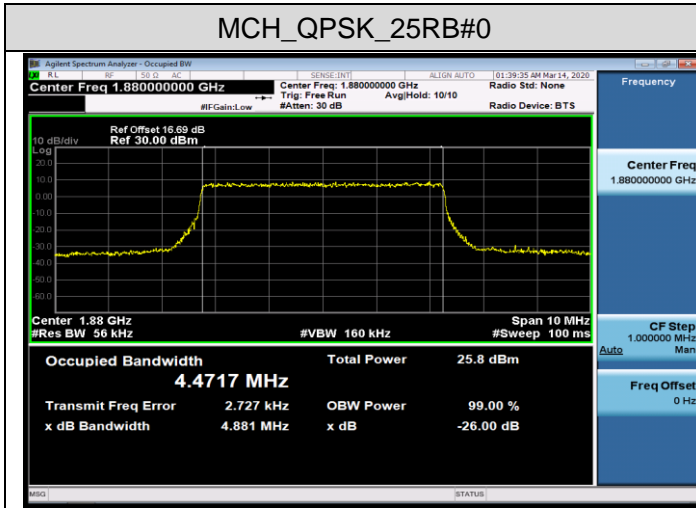 MCH_QPSK_25RB#0
Agilent Spectrum Analyzer - Occupied BW
RL RF 50 Ω AC SENSE:INT ALIGN AUTO 01:39:35 AM Mar 14, 2020
Center Freq 1.880000000 GHz
Center Freq: 1.880000000 GHz Radio Std: None
Trig: Free Run Avg|Hold: 10/10
#IFGain:Low #Atten: 30 dB Radio Device: BTS
Ref Offset 16.69 dB
10 dB/div Ref 30.00 dBm
Log
20.0
10.0
0.00
-10.0
-20.0
-30.0
-40.0
-50.0
-60.0
Center 1.88 GHz Span 10 MHz
#Res BW 56 kHz #VBW 160 kHz #Sweep 100 ms
Occupied Bandwidth Total Power 25.8 dBm
4.4717 MHz
Transmit Freq Error 2.727 kHz OBW Power 99.00 %
x dB Bandwidth 4.881 MHz x dB -26.00 dB
Frequency
Center Freq
1.880000000 GHz
CF Step
1.000000 MHz
Auto Man
Freq Offset
0 Hz
MSG STATUS